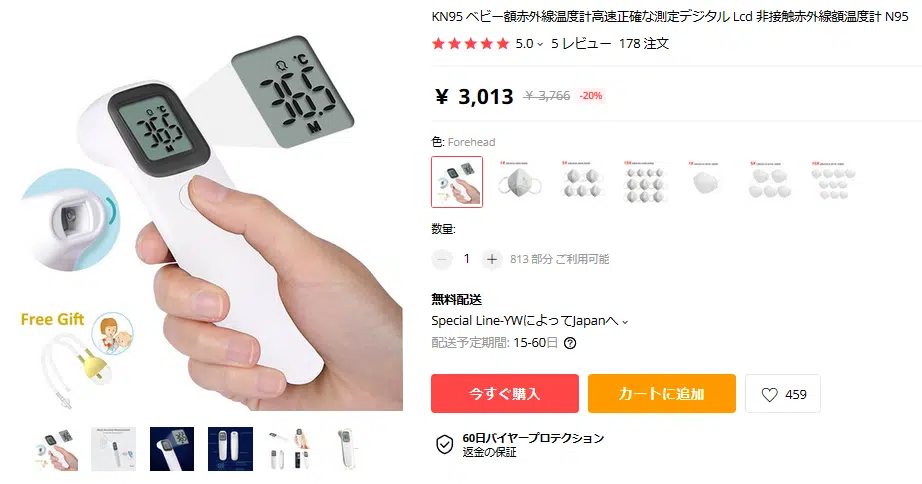 KN95 ベビー額赤外線温度計高速正確な測定デジタル Lcd 非接触赤外線額温度計 N95
5.0 5 レビュー 178 注文
¥ 3,013 ¥ 3,766 -20%
色: Forehead
数量:
1 813 部分 ご利用可能
無料配送
Special Line-YWによってJapanへ
配送予定期間: 15-60日
今すぐ購入 カートに追加 459
60日バイヤープロテクション
返金の保証
℃
36.5
M
℃
36.5
M
Free Gift